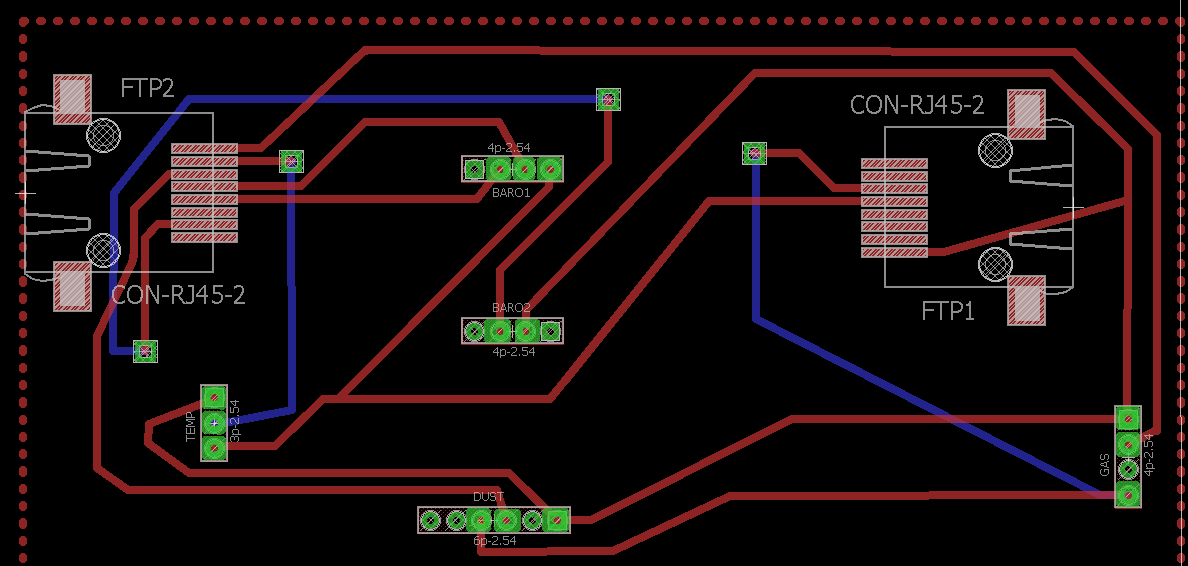 FTP2
CON-RJ45-2
4p-2.54
BARO1
CON-RJ45-2
BARO2
FTP1
4p-2.54
TEMP
3p-2.54
GAS
4p-2.54
DUST
6p-2.54